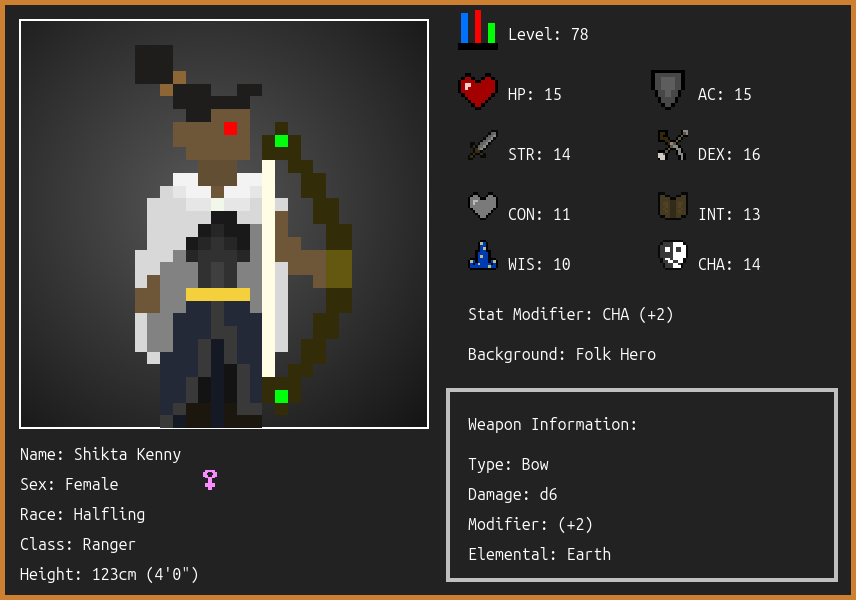 Level: 78
HP: 15
AC: 15
STR: 14
DEX: 16
CON: 11
INT: 13
WIS: 10
CHA: 14
Stat Modifier: CHA (+2)
Background: Folk Hero
Weapon Information:
Type: Bow
Damage: d6
Modifier: (+2)
Elemental: Earth
Name: Shikta Kenny
Sex: Female
Race: Halfling
Class: Ranger
Height: 123cm (4'0")